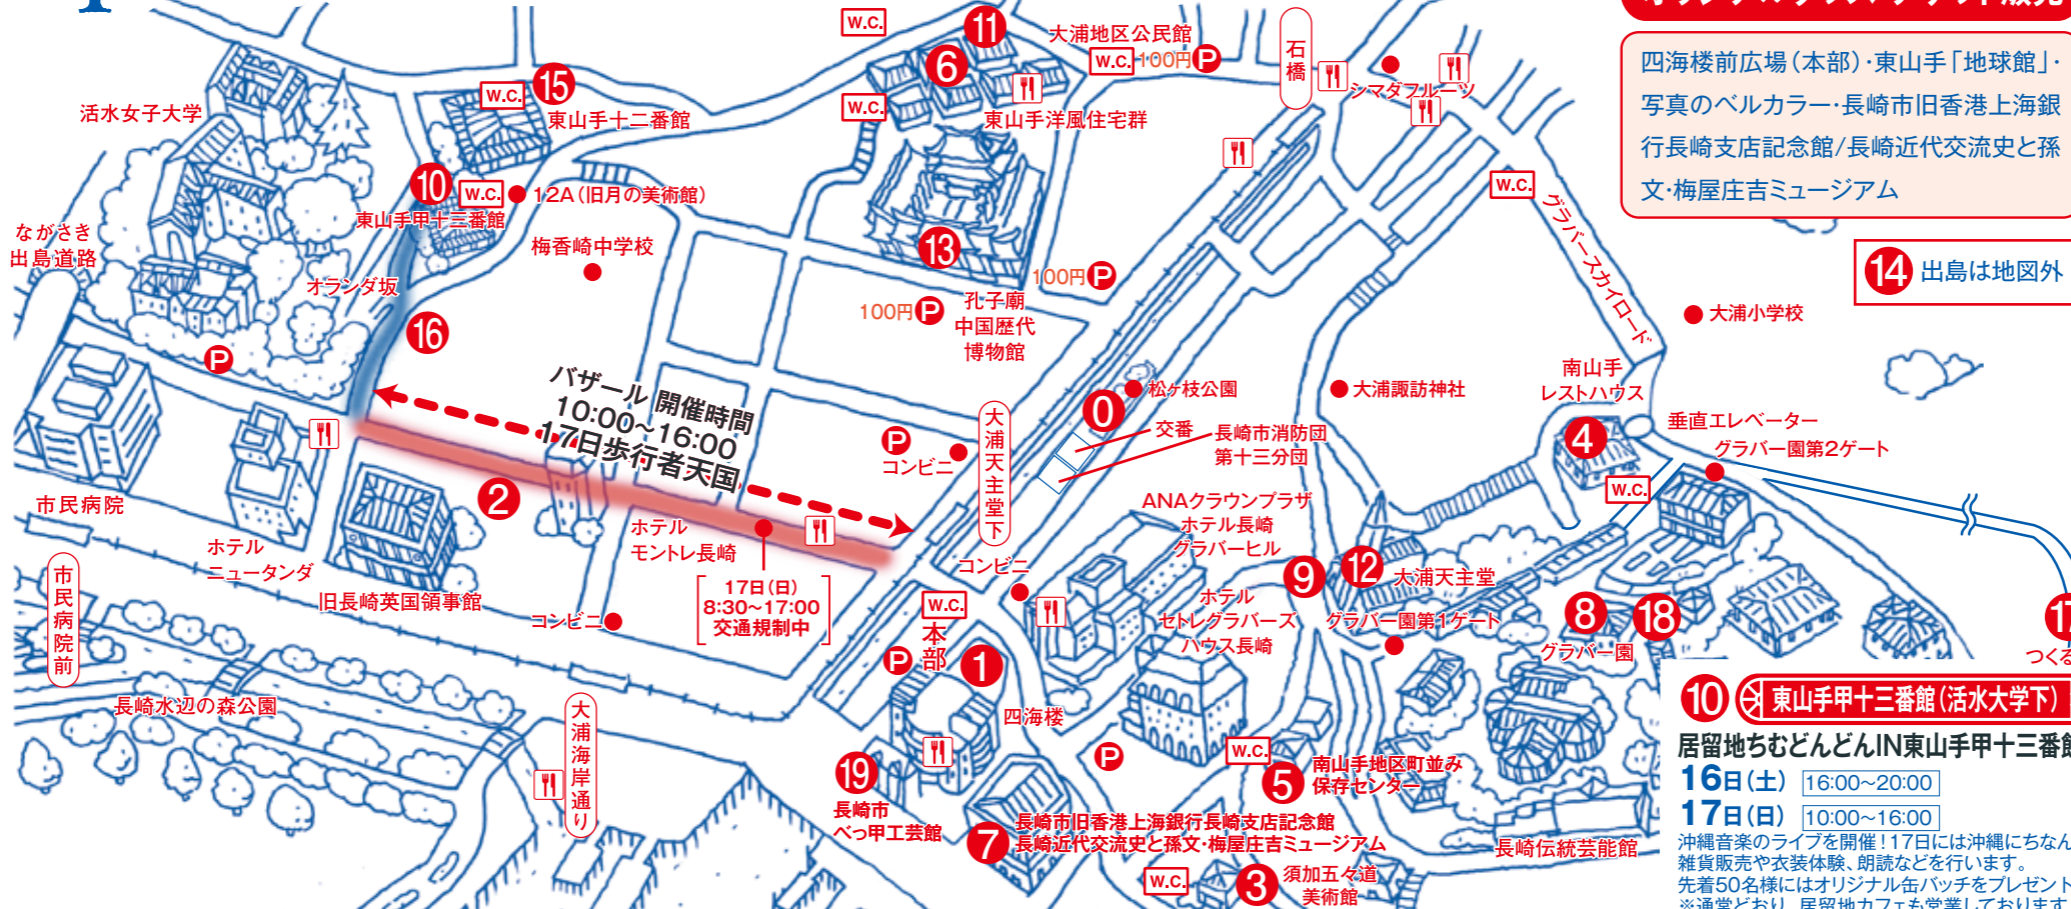 四海楼前広場(本部)・東山手「地球館」・
写真のベルカラー・長崎市旧香港上海銀
行長崎支店記念館/長崎近代交流史と孫
文・梅屋庄吉ミュージアム
14 出島は地図外
W.C.
11
6
大浦地区公民館
W.C. 100円 P
石橋
シマダフルーツ
活水女子大学
W.C.
15
東山手十二番館
W.C.
東山手洋風住宅群
10
W.C.
12A(旧月の美術館)
東山手甲十三番館
W.C.
グラバースカイロード
ながさき
出島道路
梅香崎中学校
オランダ坂
13
100円 P
100円 P
孔子廟
中国歴代
博物館
大浦小学校
16
P
バザール 開催時間
10:00~16:00
17日歩行者天国
松ヶ枝公園
0
交番
長崎市消防団
第十三分団
大浦諏訪神社
南山手
レストハウス
4
垂直エレベーター
グラバー園第2ゲート
W.C.
P
コンビニ
大浦天主堂下
2
市民病院
ホテル
ニュータンダ
ホテル
モントレ長崎
ANAクラウンプラザ
ホテル長崎
グラバーヒル
コンビニ
9
12
大浦天主堂
市民病院前
旧長崎英国領事館
コンビニ
17日(日)
8:30~17:00
交通規制中
W.C.
本部
P
1
ホテル
セトレグラバーズ
ハウス長崎
グラバー園第1ゲート
8
18
グラバー園
17
つくる
長崎水辺の森公園
大浦海岸通り
四海楼
P
W.C.
5
南山手地区町並み
保存センター
19
長崎市
べっ甲工芸館
7
長崎市旧香港上海銀行長崎支店記念館
長崎近代交流史と孫文・梅屋庄吉ミュージアム
長崎伝統芸能館
W.C.
3
須加五々道
美術館
10 東山手甲十三番館(活水大学下)
居留地ちむどんどんIN東山手甲十三番館
16日(土) 16:00~20:00
17日(日) 10:00~16:00
沖縄音楽のライブを開催!17日には沖縄にちなん
雑貨販売や衣装体験、朗読などを行います。
先着50名様にはオリジナル缶バッチをプレゼント
※通常どおり、居留地カフェも営業しております